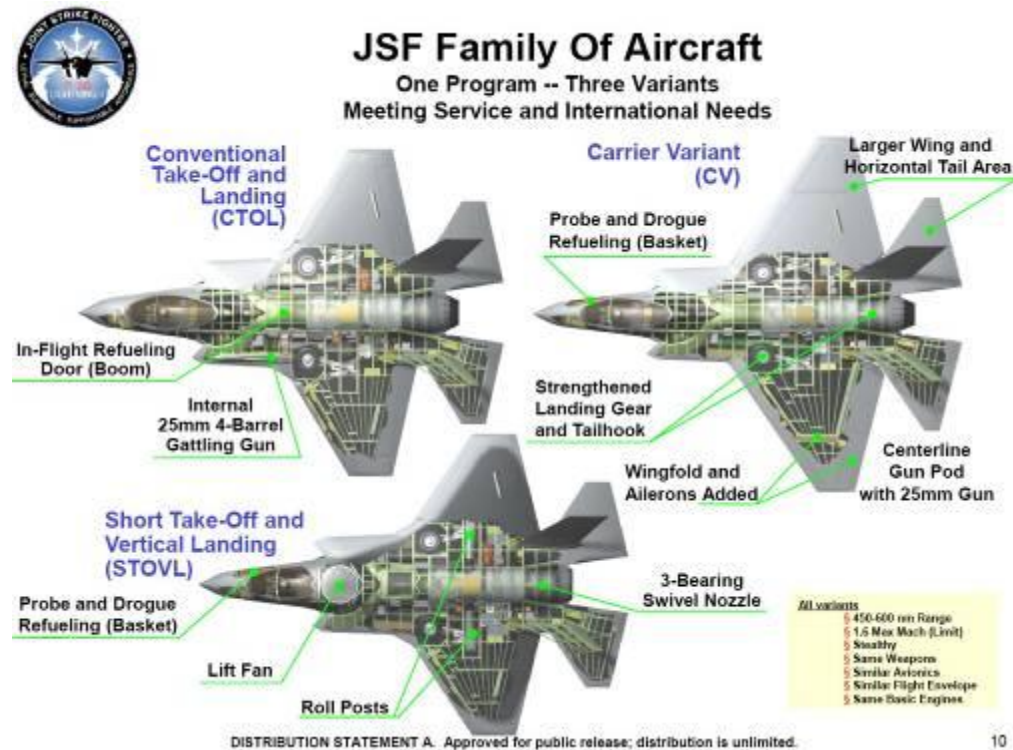 JOINT STRIKE FIGHTER
JSF Family Of Aircraft
One Program -- Three Variants
Meeting Service and International Needs
Conventional
Take-Off and
Landing
(CTOL)
In-Flight Refueling
Door (Boom)
Internal
25mm 4-Barrel
Gattling Gun
Carrier Variant
(CV)
Larger Wing and
Horizontal Tail Area
Probe and Drogue
Refueling (Basket)
Strengthened
Landing Gear
and Tailhook
Wingfold and
Ailerons Added
Centerline
Gun Pod
with 25mm Gun
Short Take-Off and
Vertical Landing
(STOVL)
Probe and Drogue
Refueling (Basket)
Lift Fan
Roll Posts
3-Bearing
Swivel Nozzle
All variants
§ 450-600 nm Range
§ 1.6 Max Mach (Limit)
§ Stealthy
§ Same Weapons
§ Similar Avionics
§ Similar Flight Envelope
§ Same Basic Engines
DISTRIBUTION STATEMENT A. Approved for public release; distribution is unlimited.
10